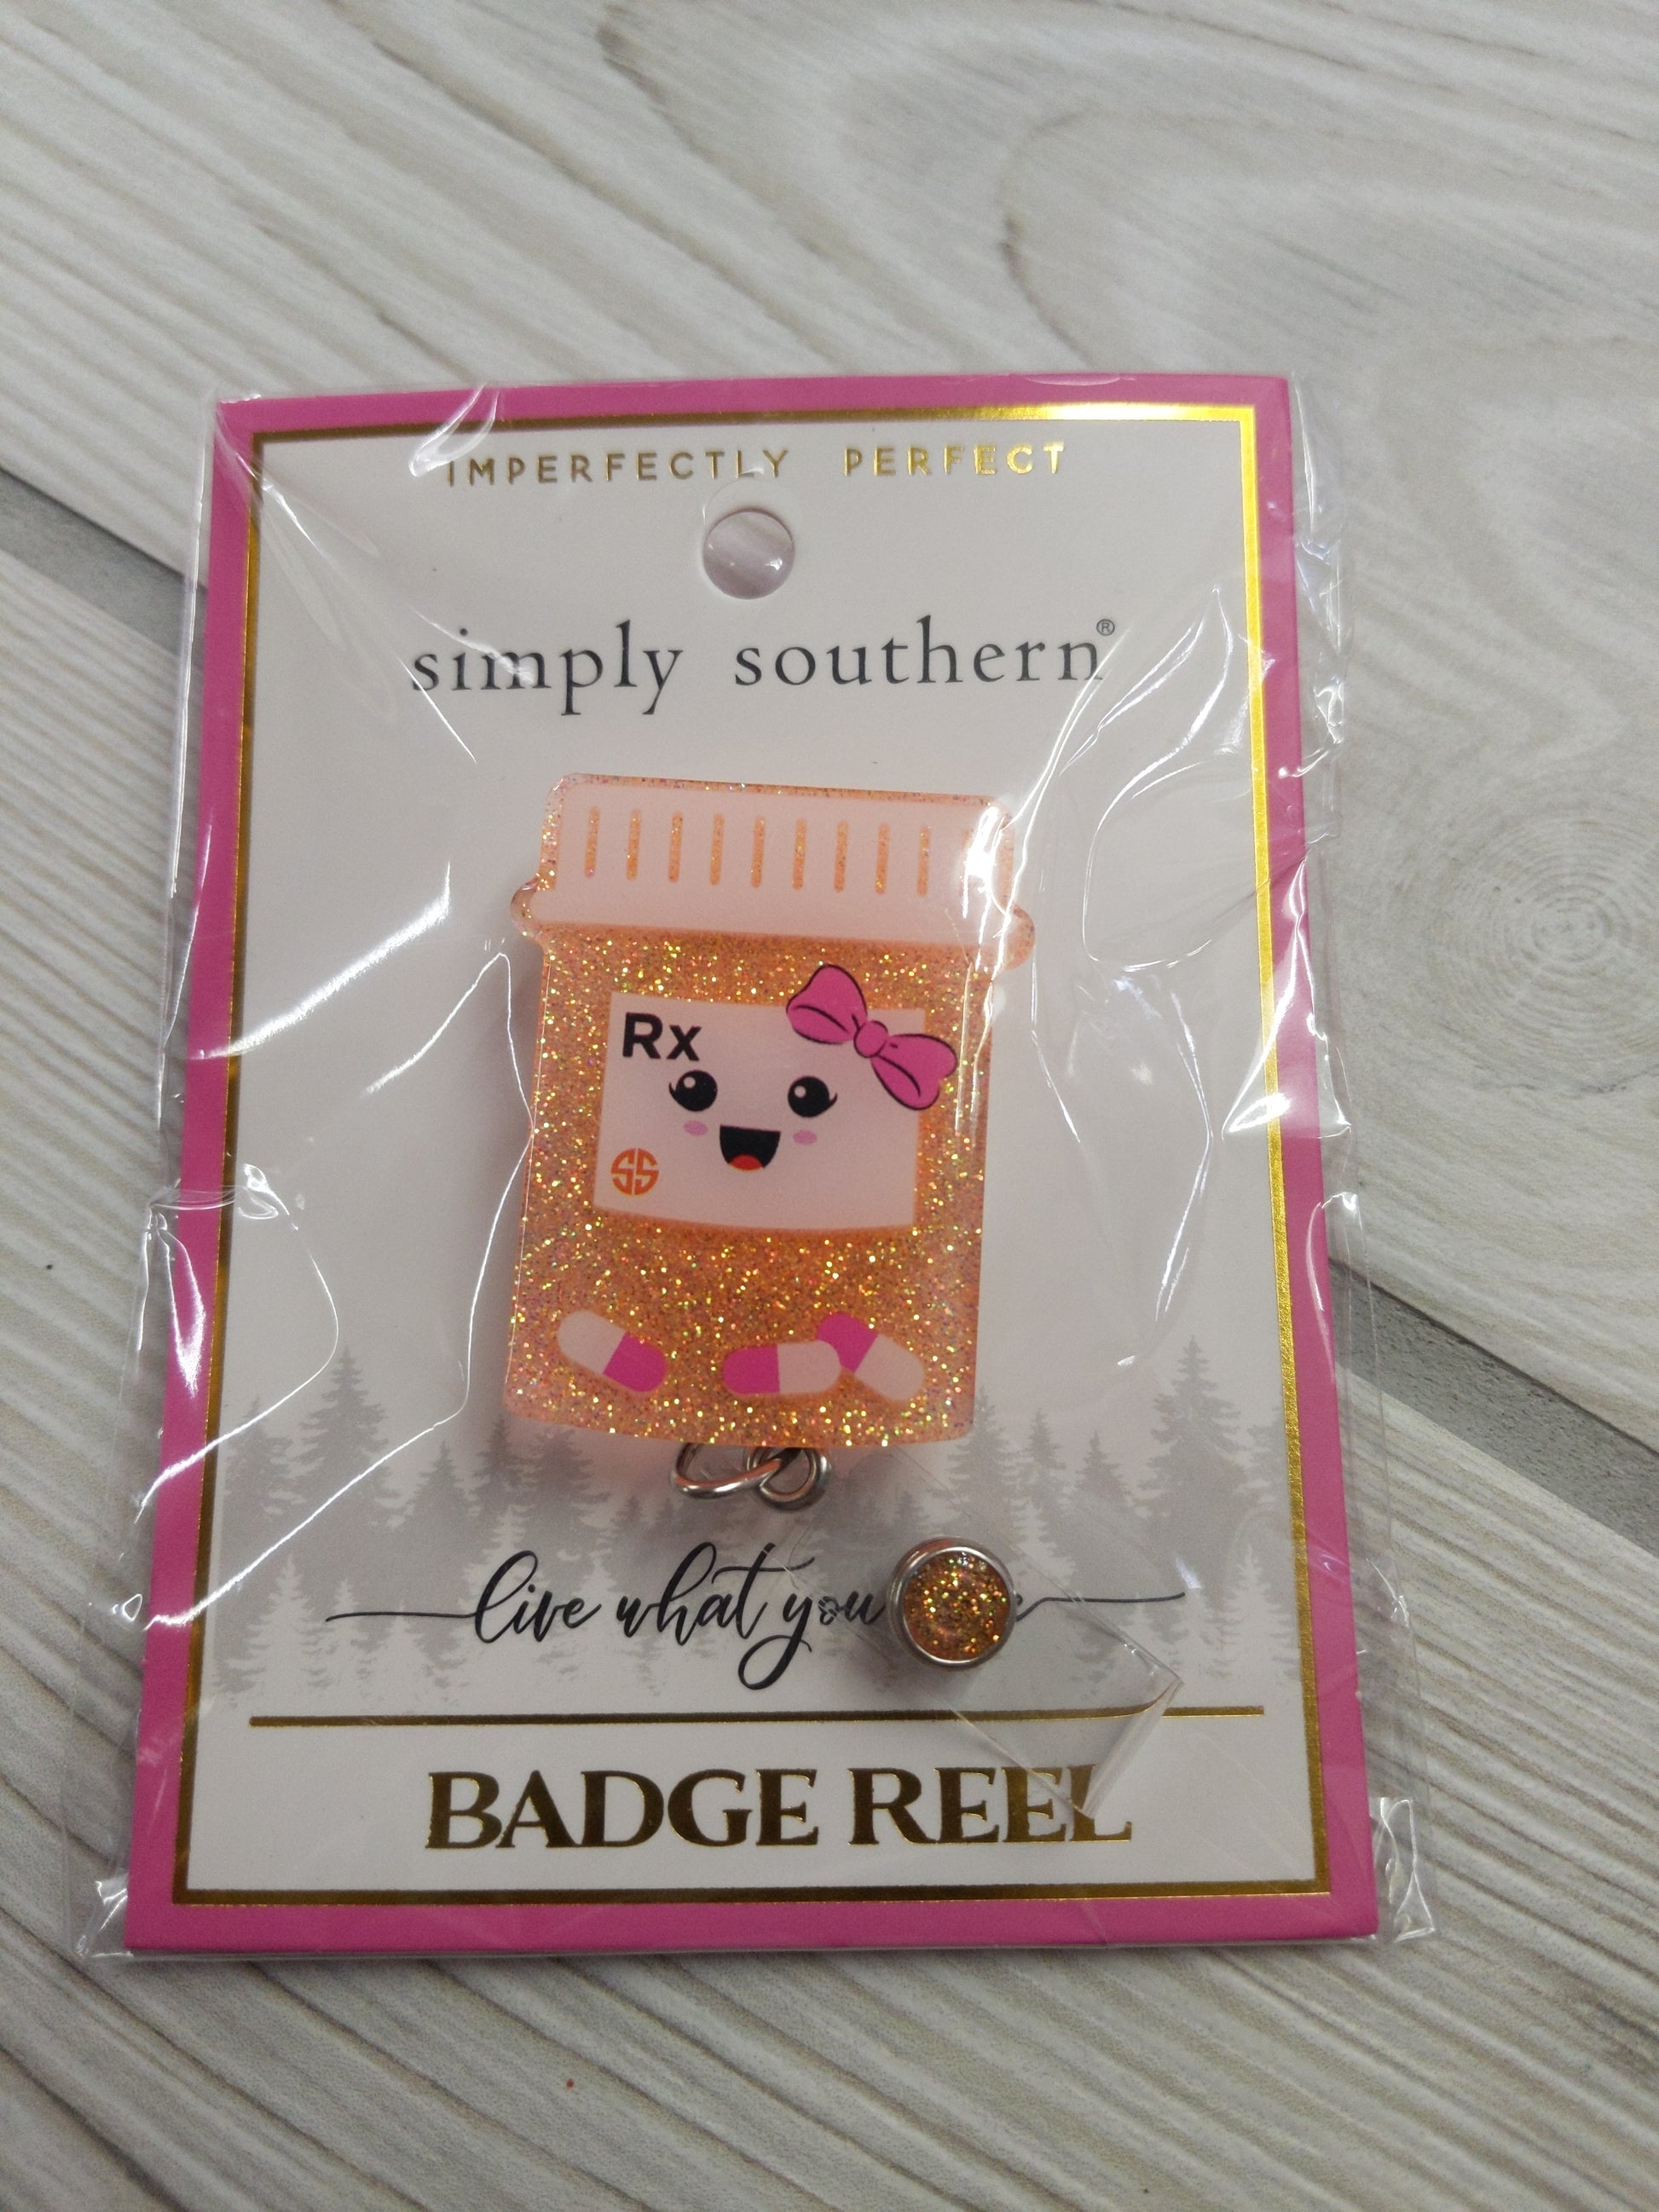 IMPERFECTLY PERFECT
simply southern®
Rx
SS
live what you
BADGE REEL